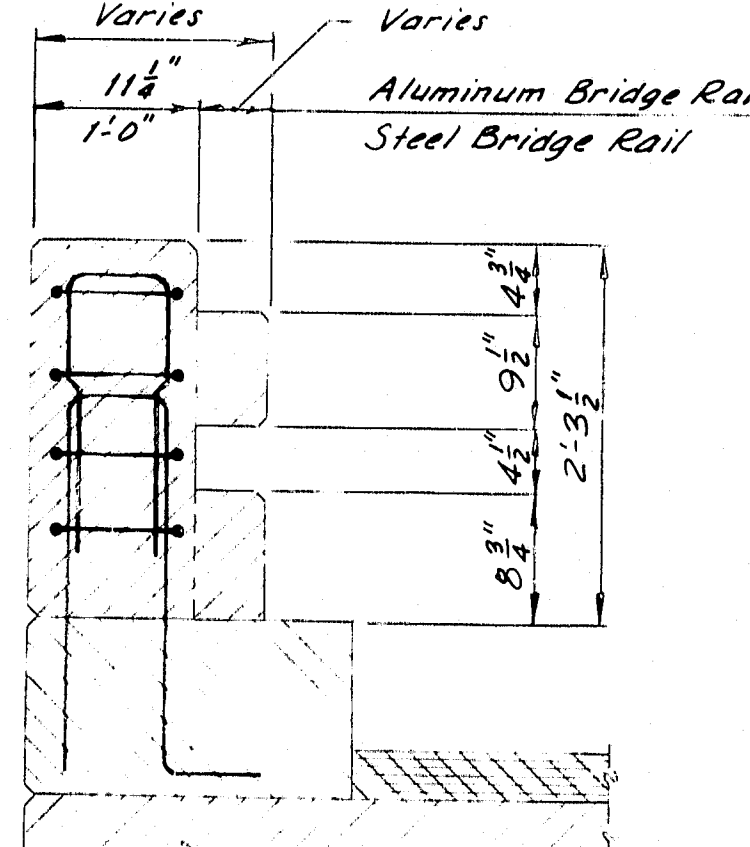 Varies
Varies
11 1/4"
Aluminum Bridge Rai
1'-0"
Steel Bridge Rail
4 3/4"
9 1/2"
4 1/2"
8 3/4"
2'-3 1/2"